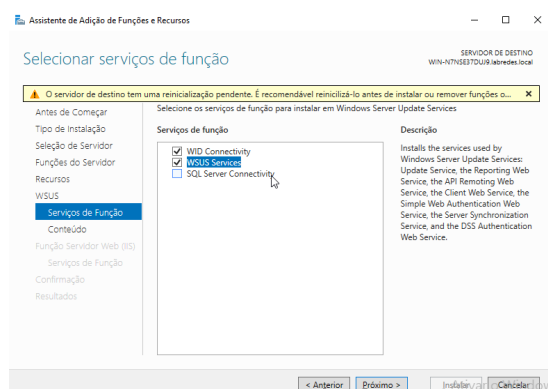 Assistente de Adição de Funções e Recursos
Selecionar serviços de função
SERVIDOR DE DESTINO
WIN-N7NSE37DUJ9.labredes.local
O servidor de destino tem uma reinicialização pendente. É recomendável reinicializá-lo antes de instalar ou remover funções o...
Antes de Começar
Tipo de Instalação
Seleção de Servidor
Funções do Servidor
Recursos
WSUS
Serviços de Função
Conteúdo
Função Servidor Web (IIS)
Serviços de Função
Confirmação
Resultados
Selecione os serviços de função para instalar em Windows Server Update Services
Serviços de função
WID Connectivity
WSUS Services
SQL Server Connectivity
Descrição
Installs the services used by
Windows Server Update Services:
Update Service, the Reporting Web
Service, the API Remoting Web
Service, the Client Web Service, the
Simple Web Authentication Web
Service, the Server Synchronization
Service, and the DSS Authentication
Web Service.
< Anterior
Próximo >
Instalar
Cancelar